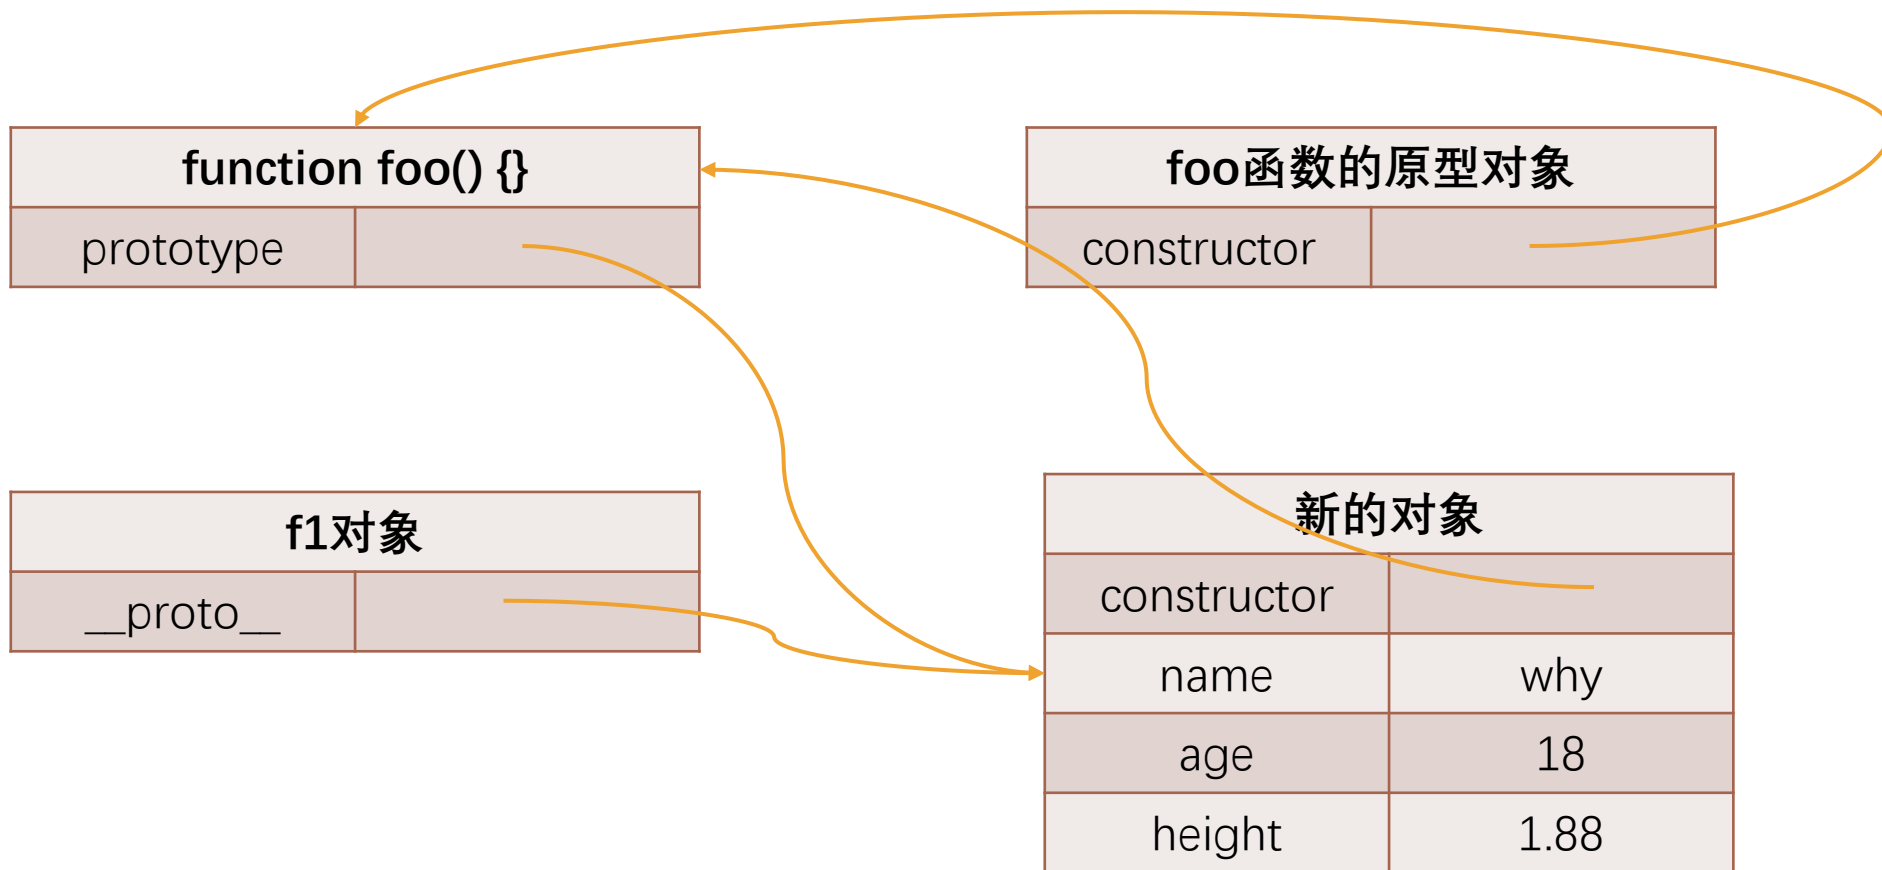 function foo() {}
prototype
foo函数的原型对象
constructor
f1对象
__proto__
新的对象
constructor
name why
age 18
height 1.88